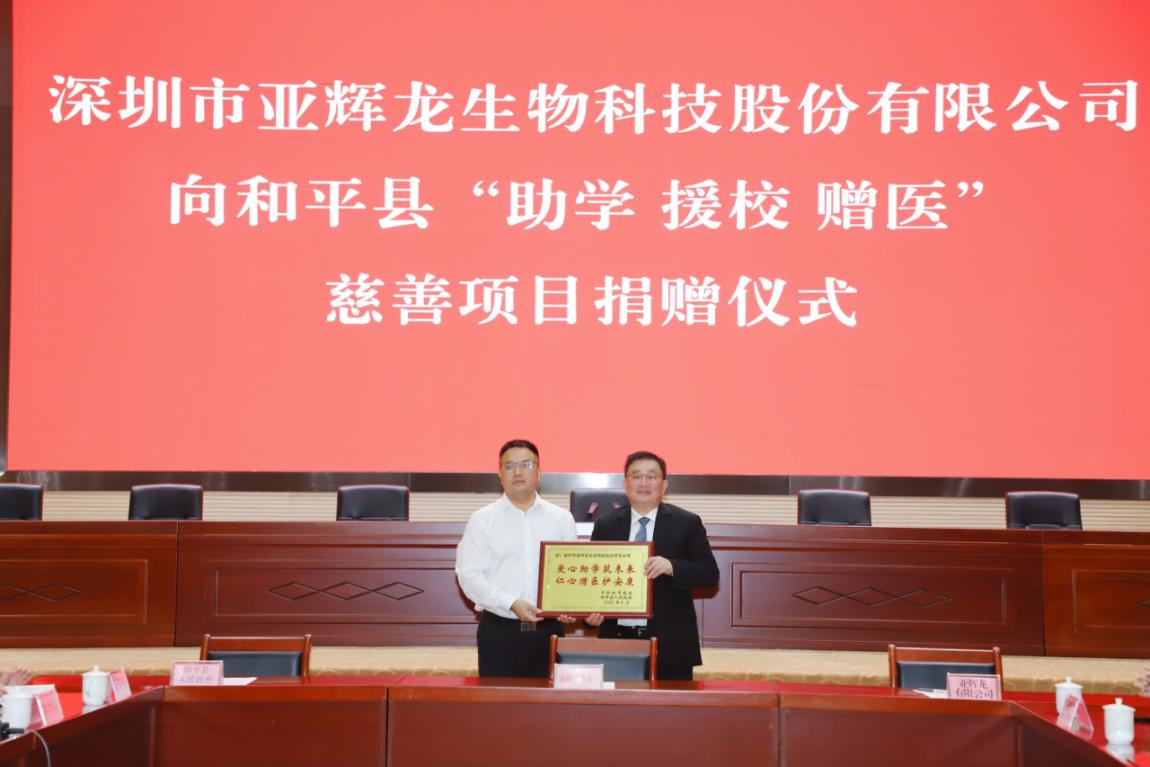 深圳市亚辉龙生物科技股份有限公司
向和平县“助学 援校 赠医”
慈善项目捐赠仪式
爱心助学筑未来
仁心赠医护安康
和平县
人民政府
亚辉龙
有限公司